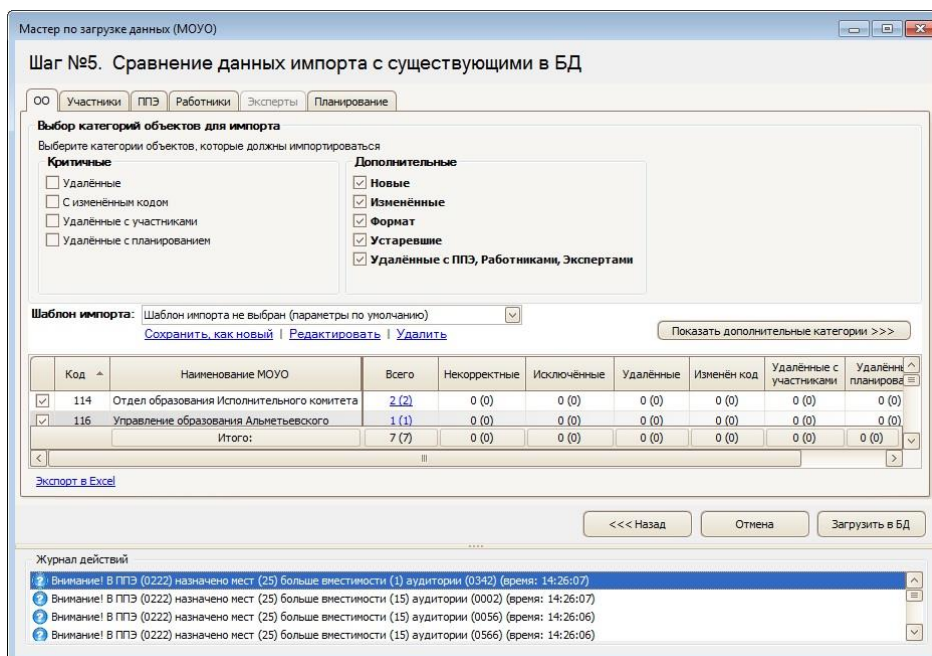 Мастер по загрузке данных (МОУО)
Шаг №5. Сравнение данных импорта с существующими в БД
ОО Участники ППЭ Работники Эксперты Планирование
Выбор категорий объектов для импорта
Выберите категории объектов, которые должны импортироваться
Критичные Дополнительные
Удалённые Новые
С изменённым кодом Изменённые
Удалённые с участниками Формат
Удалённые с планированием Устаревшие
Удалённые с ППЭ, Работниками, Экспертами
Шаблон импорта: Шаблон импорта не выбран (параметры по умолчанию)
Сохранить, как новый | Редактировать | Удалить Показать дополнительные категории >>>
Код Наименование МОУО Всего Некорректные Исключённые Удалённые Изменён код Удалённые с участниками Удалённы планирова
114 Отдел образования Исполнительного комитета 2 (2) 0 (0) 0 (0) 0 (0) 0 (0) 0 (0) 0 (0)
116 Управление образования Альметьевского 1 (1) 0 (0) 0 (0) 0 (0) 0 (0) 0 (0) 0 (0)
Итого: 7 (7) 0 (0) 0 (0) 0 (0) 0 (0) 0 (0) 0 (0)
Экспорт в Excel
<<< Назад Отмена Загрузить в БД
Журнал действий
Внимание! В ППЭ (0222) назначено мест (25) больше вместимости (1) аудитории (0342) (время: 14:26:07)
Внимание! В ППЭ (0222) назначено мест (25) больше вместимости (15) аудитории (0002) (время: 14:26:07)
Внимание! В ППЭ (0222) назначено мест (25) больше вместимости (15) аудитории (0056) (время: 14:26:06)
Внимание! В ППЭ (0222) назначено мест (25) больше вместимости (15) аудитории (0566) (время: 14:26:06)